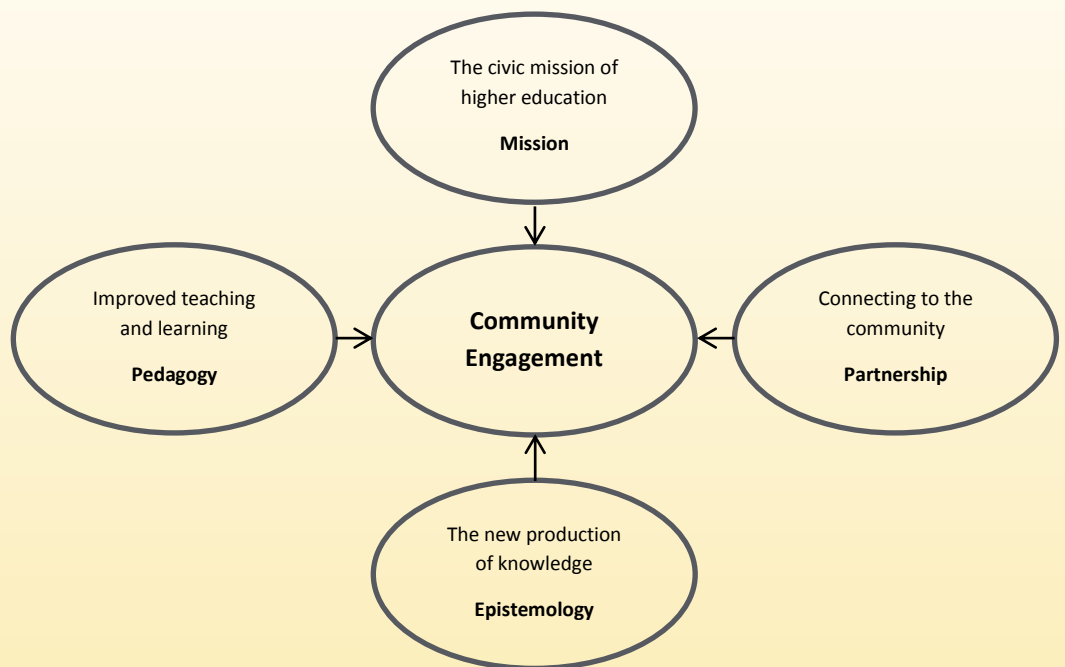 The civic mission of
higher education
Mission
Improved teaching
and learning
Pedagogy
Community
Engagement
Connecting to the
community
Partnership
The new production
of knowledge
Epistemology